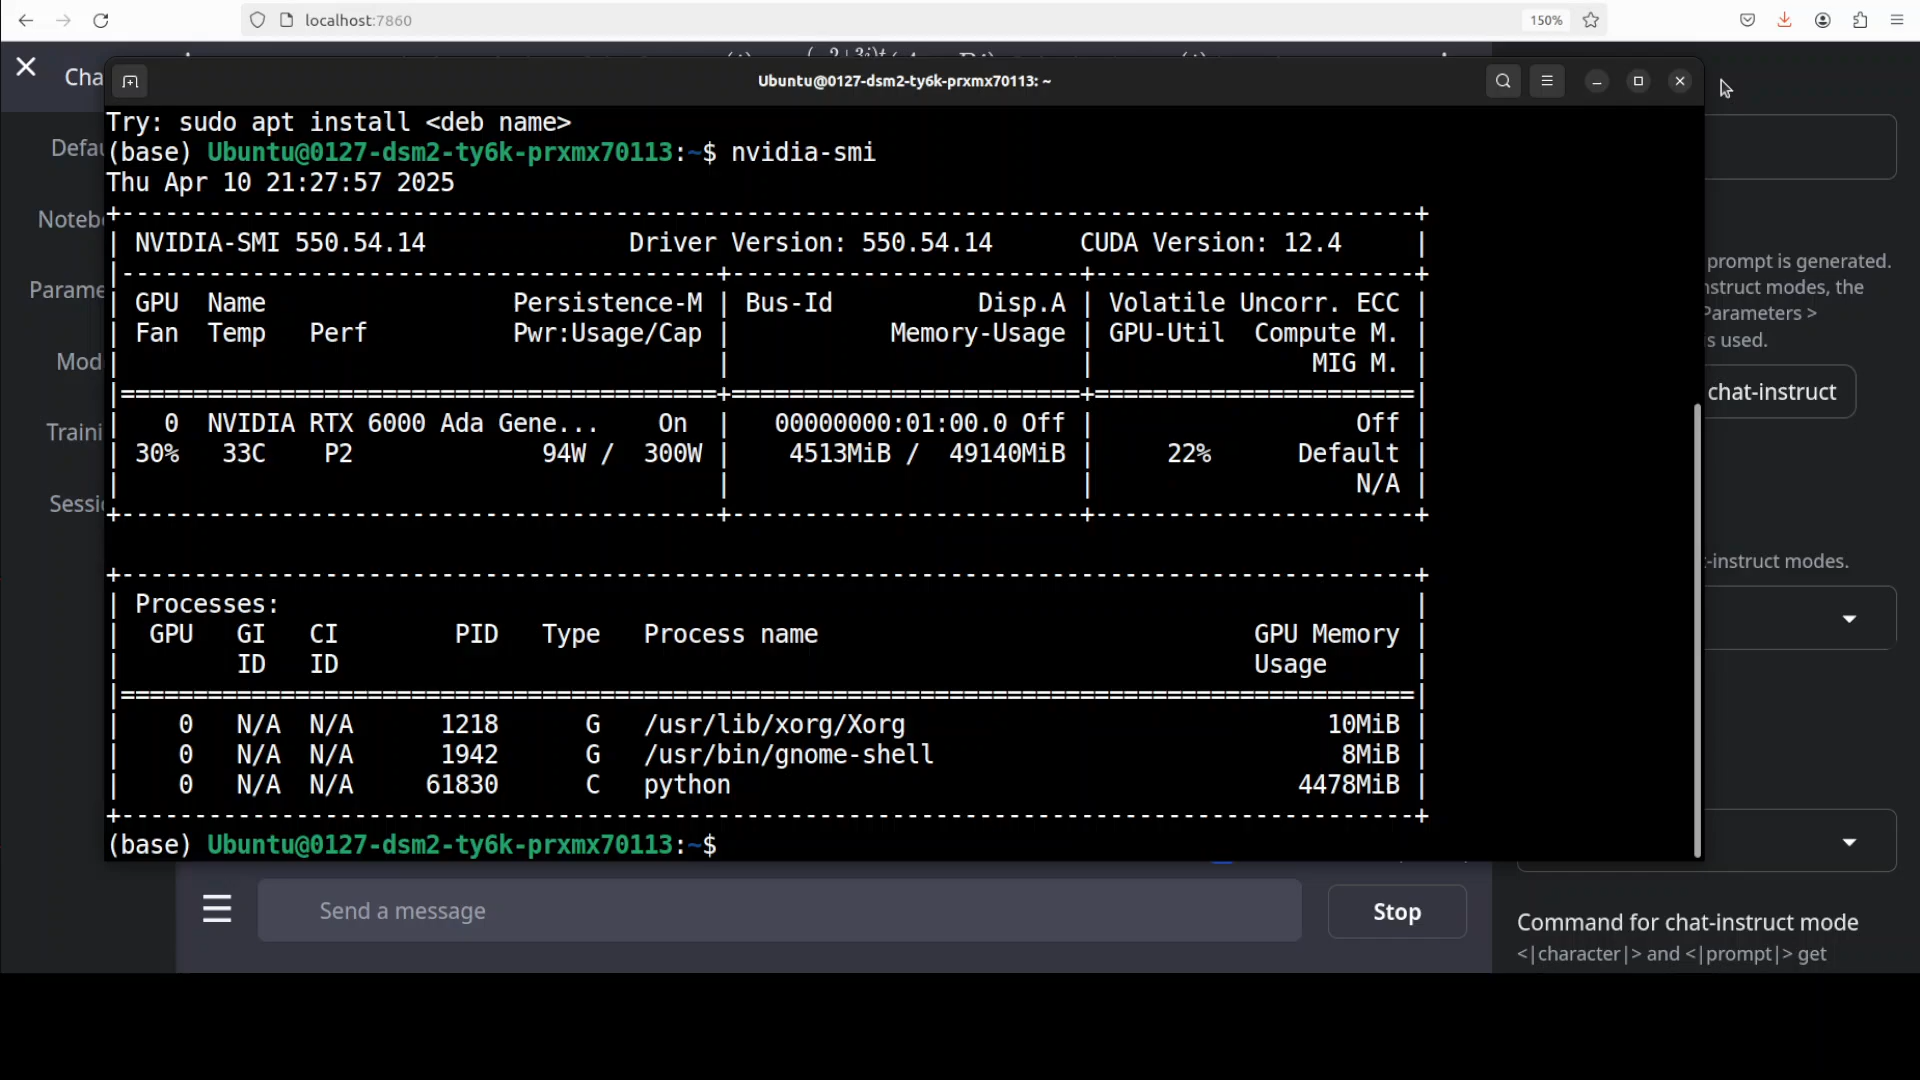 localhost:7860
150%
Cha
Ubuntu@0127-dsm2-ty6k-prxmx70113: ~
Try: sudo apt install <deb name>
(base) Ubuntu@0127-dsm2-ty6k-prxmx70113:~$ nvidia-smi
Thu Apr 10 21:27:57 2025
+-----------------------------------------------------------------------------------------+
| NVIDIA-SMI 550.54.14              Driver Version: 550.54.14      CUDA Version: 12.4     |
|-----------------------------------------+------------------------+----------------------+
| GPU  Name                 Persistence-M | Bus-Id          Disp.A | Volatile Uncorr. ECC |
| Fan  Temp   Perf          Pwr:Usage/Cap |           Memory-Usage | GPU-Util  Compute M. |
|                                         |                        |               MIG M. |
|=========================================+========================+======================|
|   0  NVIDIA RTX 6000 Ada Gene...    On  |   00000000:01:00.0 Off |                  Off |
| 30%   33C    P2              94W /  300W |    4513MiB /  49140MiB |     22%      Default |
|                                         |                        |                  N/A |
+-----------------------------------------+------------------------+----------------------+
+-----------------------------------------------------------------------------------------+
| Processes:                                                                              |
|  GPU   GI   CI        PID   Type   Process name                              GPU Memory |
|        ID   ID                                                               Usage      |
|=========================================================================================|
|    0   N/A  N/A      1218      G   /usr/lib/xorg/Xorg                             10MiB |
|    0   N/A  N/A      1942      G   /usr/bin/gnome-shell                            8MiB |
|    0   N/A  N/A     61830      C   python                                       4478MiB |
+-----------------------------------------------------------------------------------------+
(base) Ubuntu@0127-dsm2-ty6k-prxmx70113:~$
Defau
Noteb
Parame
Mod
Traini
Sessi
prompt is generated.
nstruct modes, the
Parameters >
s used.
chat-instruct
-instruct modes.
Send a message
Stop
Command for chat-instruct mode
<|character|> and <|prompt|> get